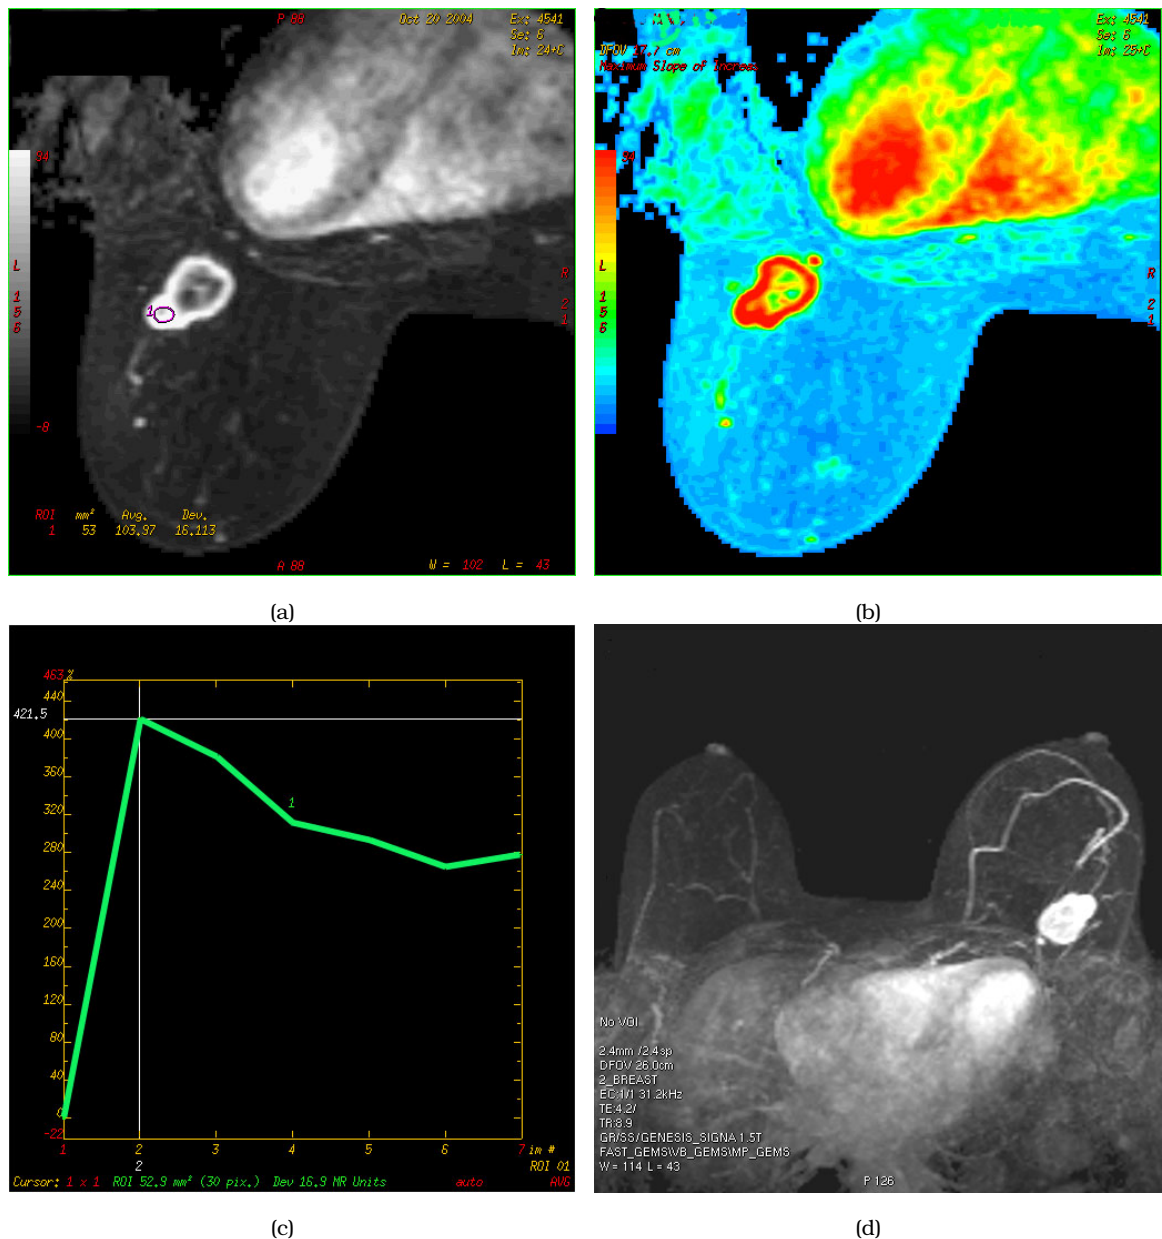 P 88 Oct 20 2004 Ex: 4541
Se: 6
Im: 24+C
94
L
1
5
6
-9
R
2
1
1
ROI mm² Avg. Dev.
1 53 103.97 16.113
A 88 W = 102 L = 43
(a)
Ex: 4541
Se: 6
Im: 25+C
DFOV 37.7 cm
Maximum Slope of Increas
94
L
1
5
6
R
2
1
(b)
463 %
440
421.5
400
360
320
280
240
200
160
120
80
40
0
-22
1
1 2 3 4 5 6 7 im #
2
ROI 01
Cursor: 1 x 1 ROI 52.9 mm² (30 pix.) Dev 16.9 MR Units auto AVG
(c)
No VOI
2.4mm /2.4sp
DFOV 26.0cm
2_BREAST
EC:1/1 31.2kHz
TE:4.2/
TR:8.9
GR/SS/GENESIS_SIGNA 1.5T
FAST_GEMS\VB_GEMS\MP_GEMS
W = 114 L = 43
P 126
(d)